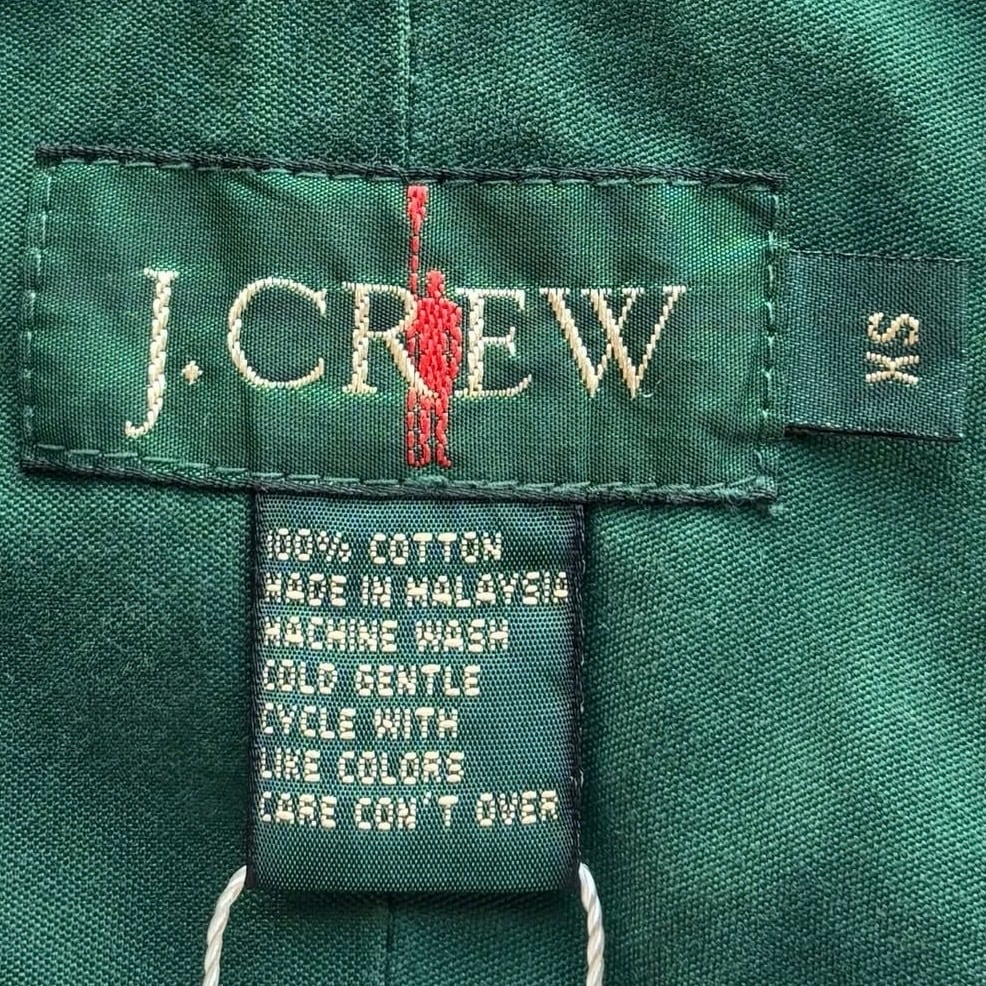 J.CREW
XS
100% COTTON
MADE IN MALAYSIA
MACHINE WASH
COLD GENTLE
CYCLE WITH
LIKE COLORS
CARE CON'T OVER